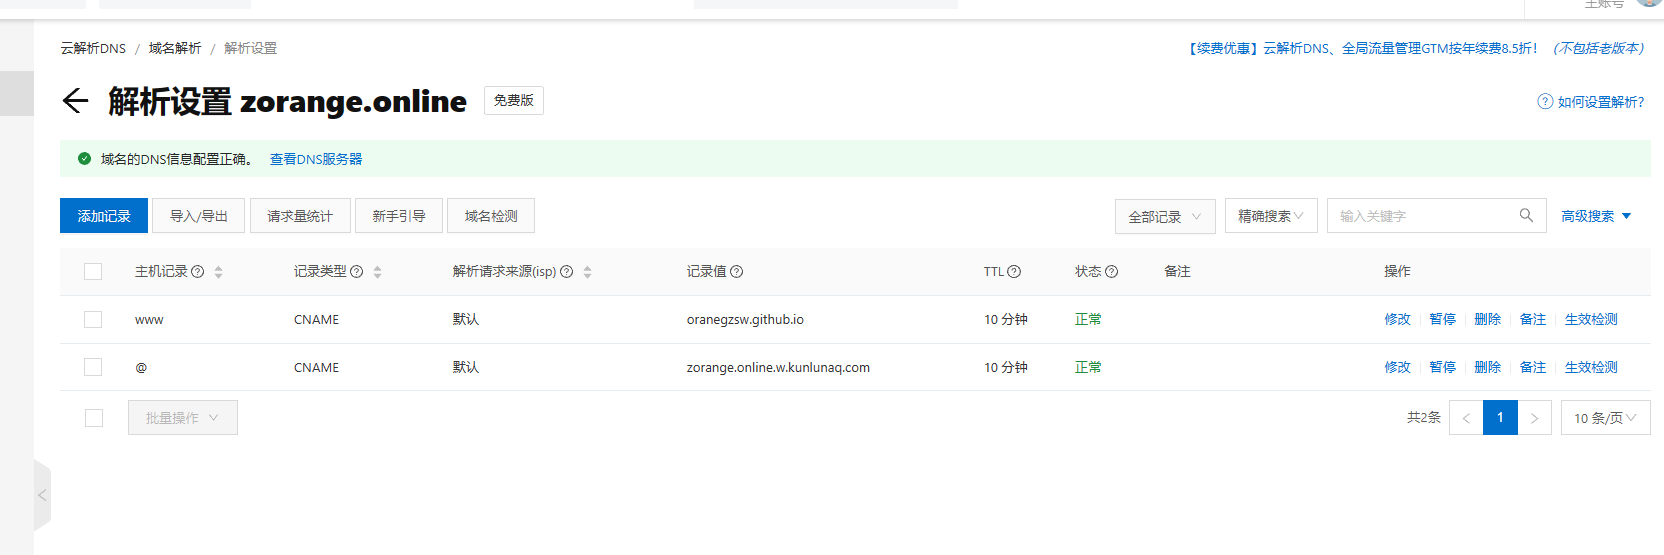 主账号
云解析DNS / 域名解析 / 解析设置
【续费优惠】云解析DNS、全局流量管理GTM按年续费8.5折! (不包括老版本)
解析设置 zorange.online 免费版
如何设置解析?
域名的DNS信息配置正确。 查看DNS服务器
添加记录 导入/导出 请求量统计 新手引导 域名检测 全部记录 精确搜索 输入关键字 高级搜索
主机记录 记录类型 解析请求来源(isp) 记录值 TTL 状态 备注 操作
www CNAME 默认 oranegzsw.github.io 10 分钟 正常 修改 暂停 删除 备注 生效检测
@ CNAME 默认 zorange.online.w.kunlunaq.com 10 分钟 正常 修改 暂停 删除 备注 生效检测
批量操作 共2条 < 1 > 10 条/页